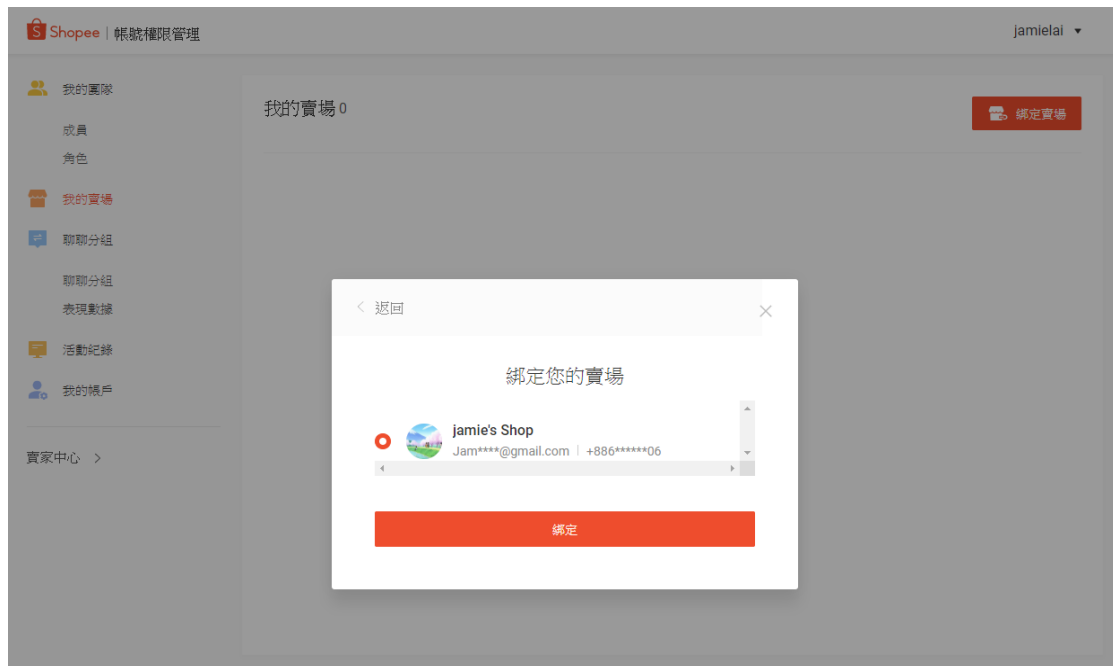 Shopee | 帳號權限管理
jamielai
我的團隊
成員
角色
我的賣場
聊聊分組
聊聊分組
表現數據
活動紀錄
我的帳戶
賣家中心 >
我的賣場 0
綁定賣場
返回
綁定您的賣場
jamie's Shop
Jam****@gmail.com | +886******06
綁定